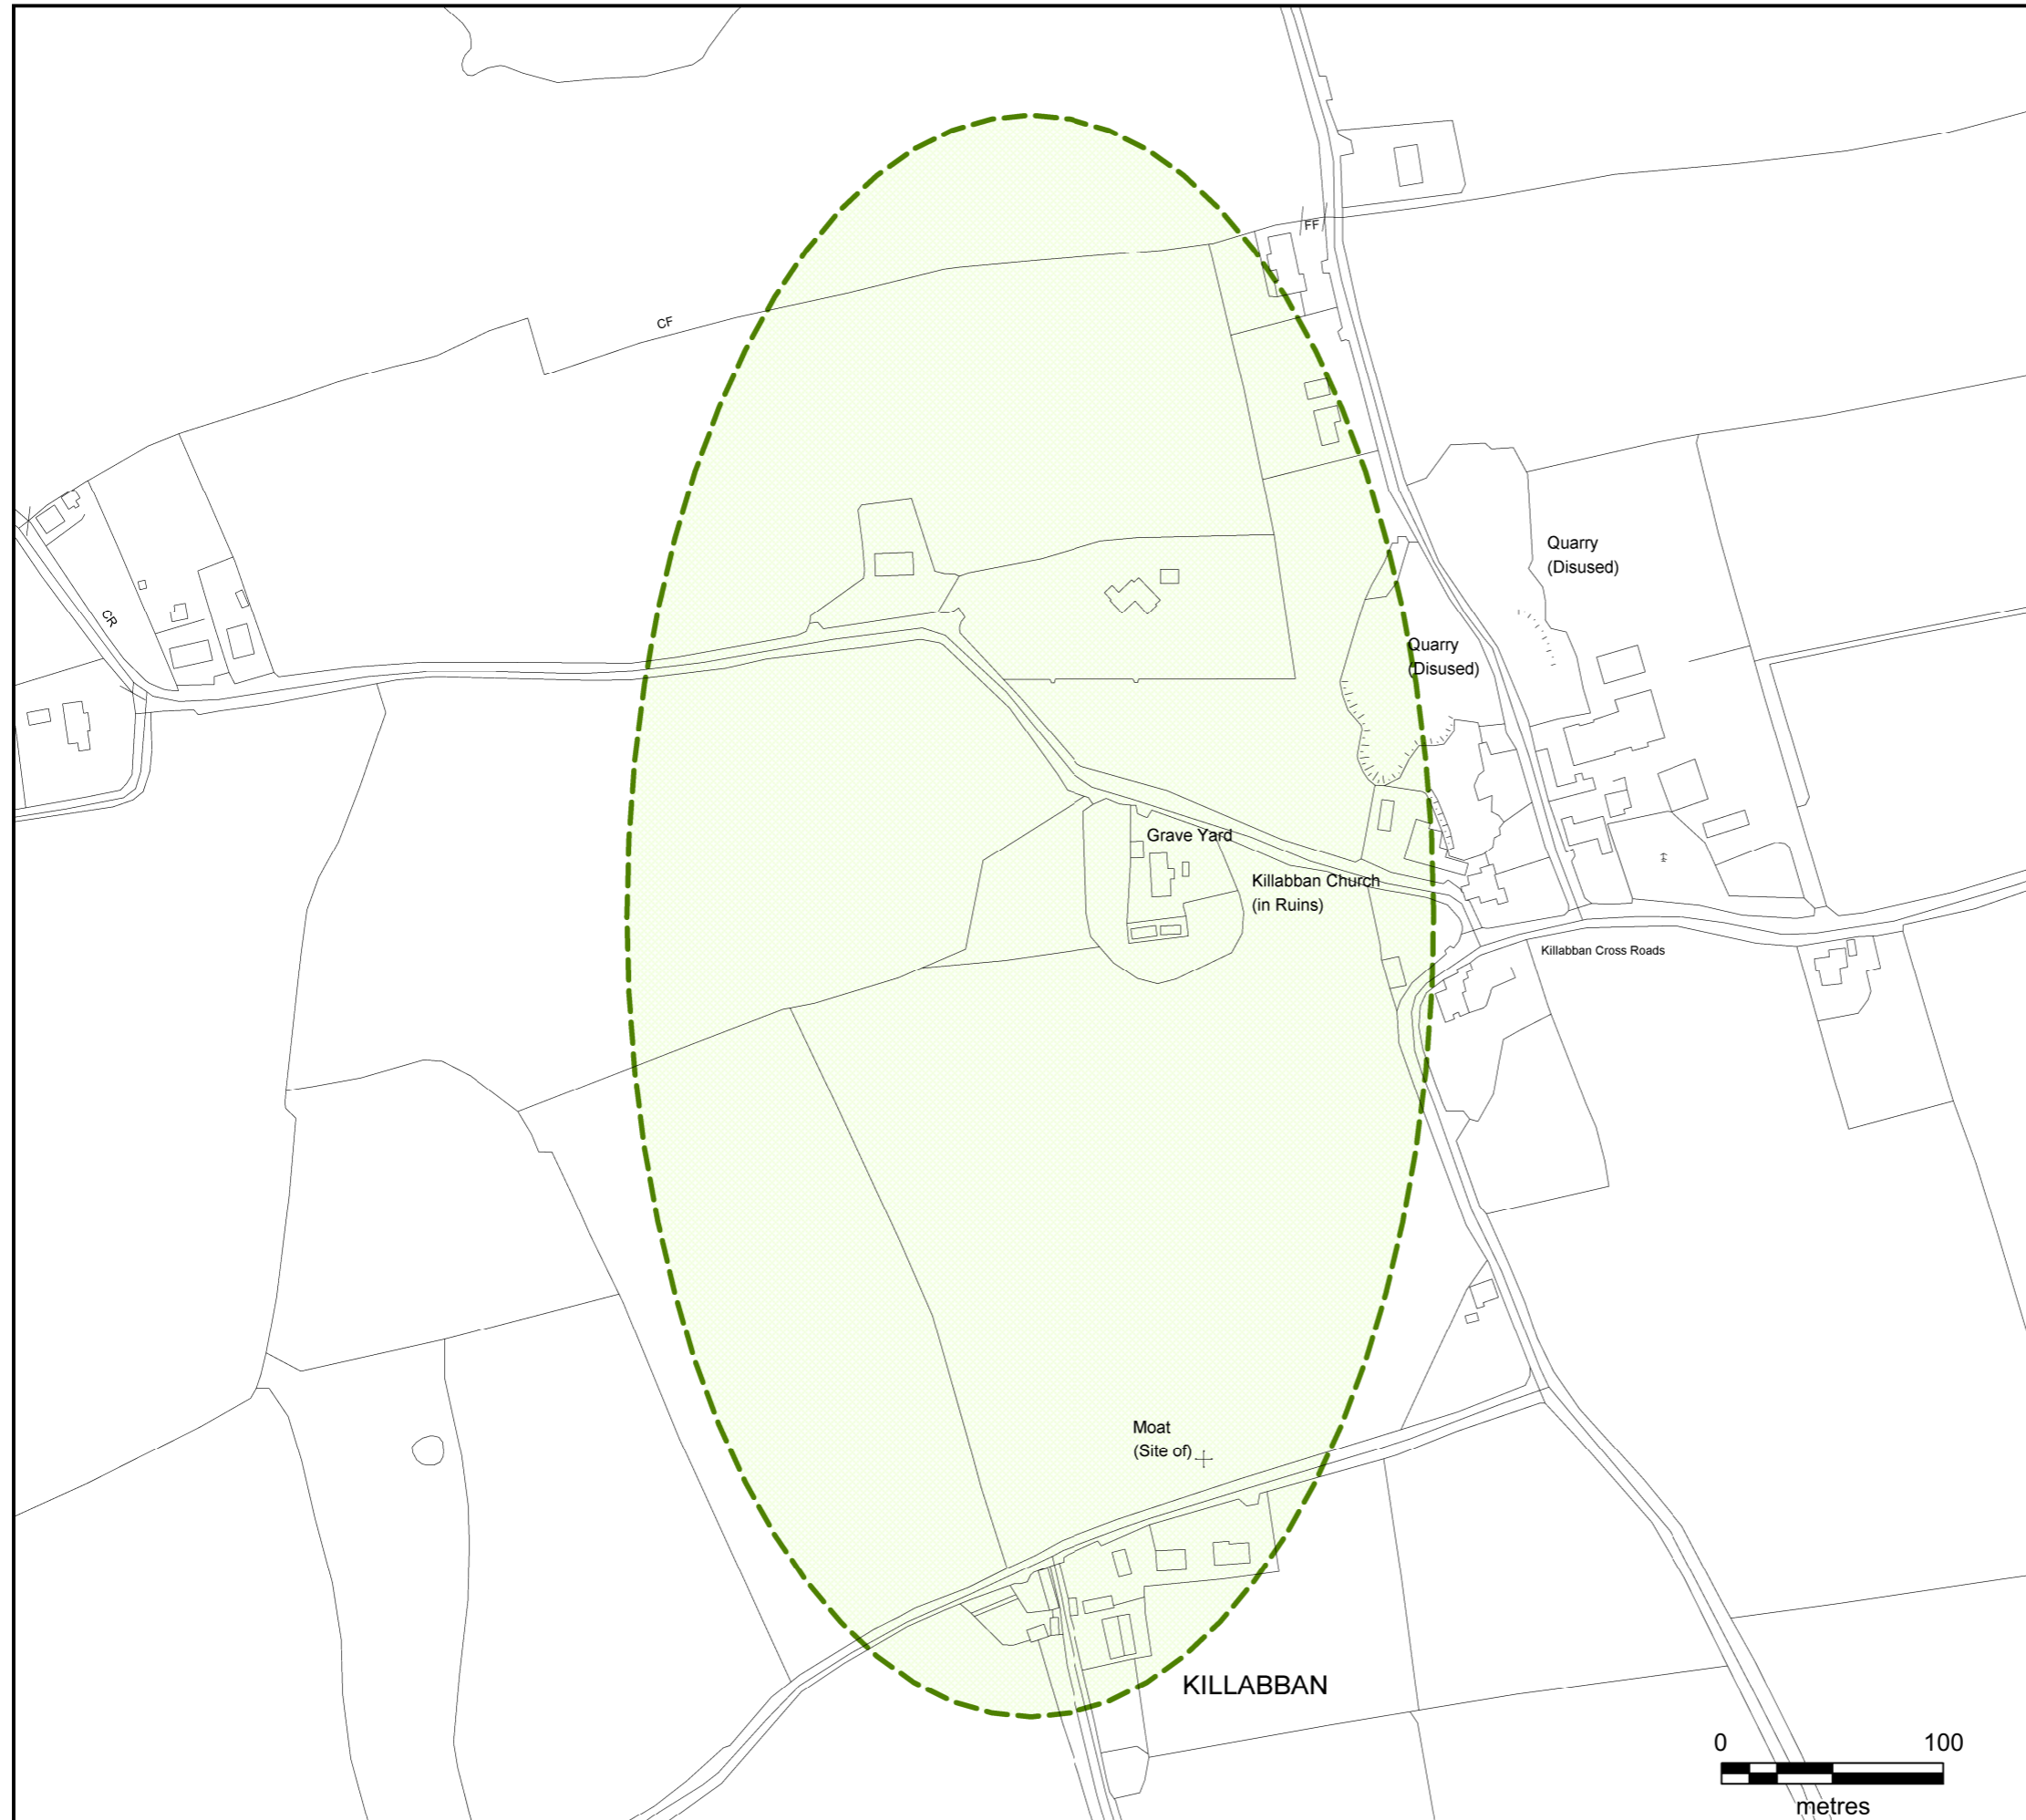 FF
CF
Quarry
(Disused)
CR
Quarry
(Disused)
Grave Yard
Killabban Church
(in Ruins)
Killabban Cross Roads
Moat
(Site of)
KILLABBAN
0 100
metres